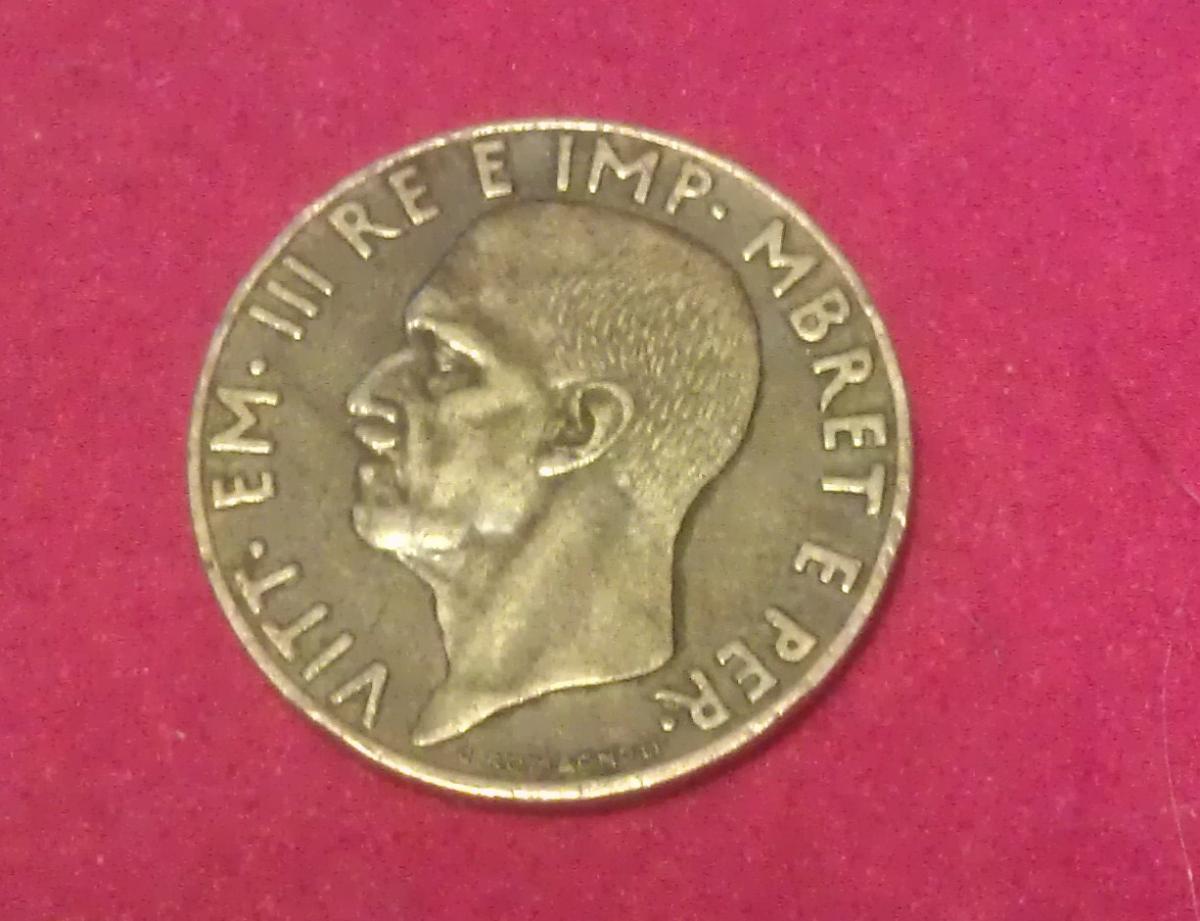 VITT · EM · III RE E IMP · MBRET E PER ·